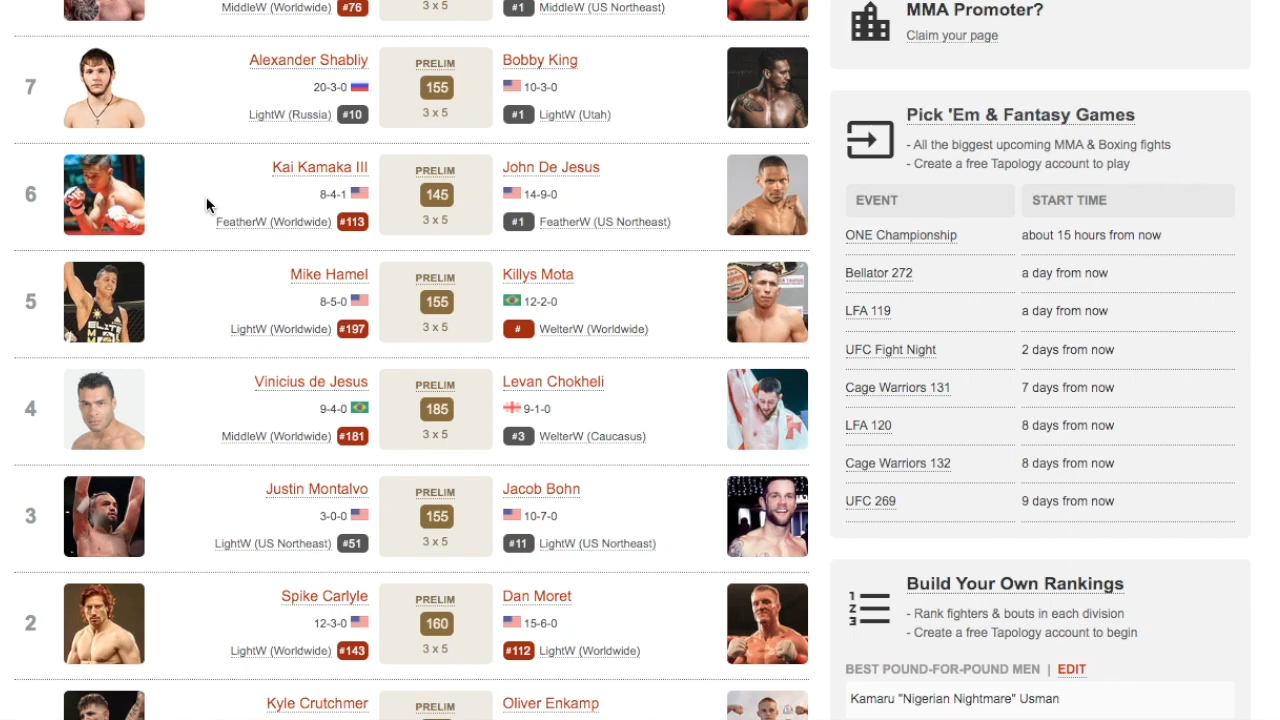 MiddleW (Worldwide) #76
3 x 5
#1 MiddleW (US Northeast)
7
Alexander Shabliy
20-3-0
LightW (Russia) #10
PRELIM
155
3 x 5
Bobby King
10-3-0
#1 LightW (Utah)
6
Kai Kamaka III
8-4-1
FeatherW (Worldwide) #113
PRELIM
145
3 x 5
John De Jesus
14-9-0
#1 FeatherW (US Northeast)
5
Mike Hamel
8-5-0
LightW (Worldwide) #197
PRELIM
155
3 x 5
Killys Mota
12-2-0
# WelterW (Worldwide)
4
Vinicius de Jesus
9-4-0
MiddleW (Worldwide) #181
PRELIM
185
3 x 5
Levan Chokheli
9-1-0
#3 WelterW (Caucasus)
3
Justin Montalvo
3-0-0
LightW (US Northeast) #51
PRELIM
155
3 x 5
Jacob Bohn
10-7-0
#11 LightW (US Northeast)
2
Spike Carlyle
12-3-0
LightW (Worldwide) #143
PRELIM
160
3 x 5
Dan Moret
15-6-0
#112 LightW (Worldwide)
Kyle Crutchmer
PRELIM
Oliver Enkamp
MMA Promoter?
Claim your page
Pick 'Em & Fantasy Games
- All the biggest upcoming MMA & Boxing fights
- Create a free Tapology account to play
EVENT START TIME
ONE Championship about 15 hours from now
Bellator 272 a day from now
LFA 119 a day from now
UFC Fight Night 2 days from now
Cage Warriors 131 7 days from now
LFA 120 8 days from now
Cage Warriors 132 8 days from now
UFC 269 9 days from now
Build Your Own Rankings
- Rank fighters & bouts in each division
- Create a free Tapology account to begin
BEST POUND-FOR-POUND MEN | EDIT
Kamaru "Nigerian Nightmare" Usman